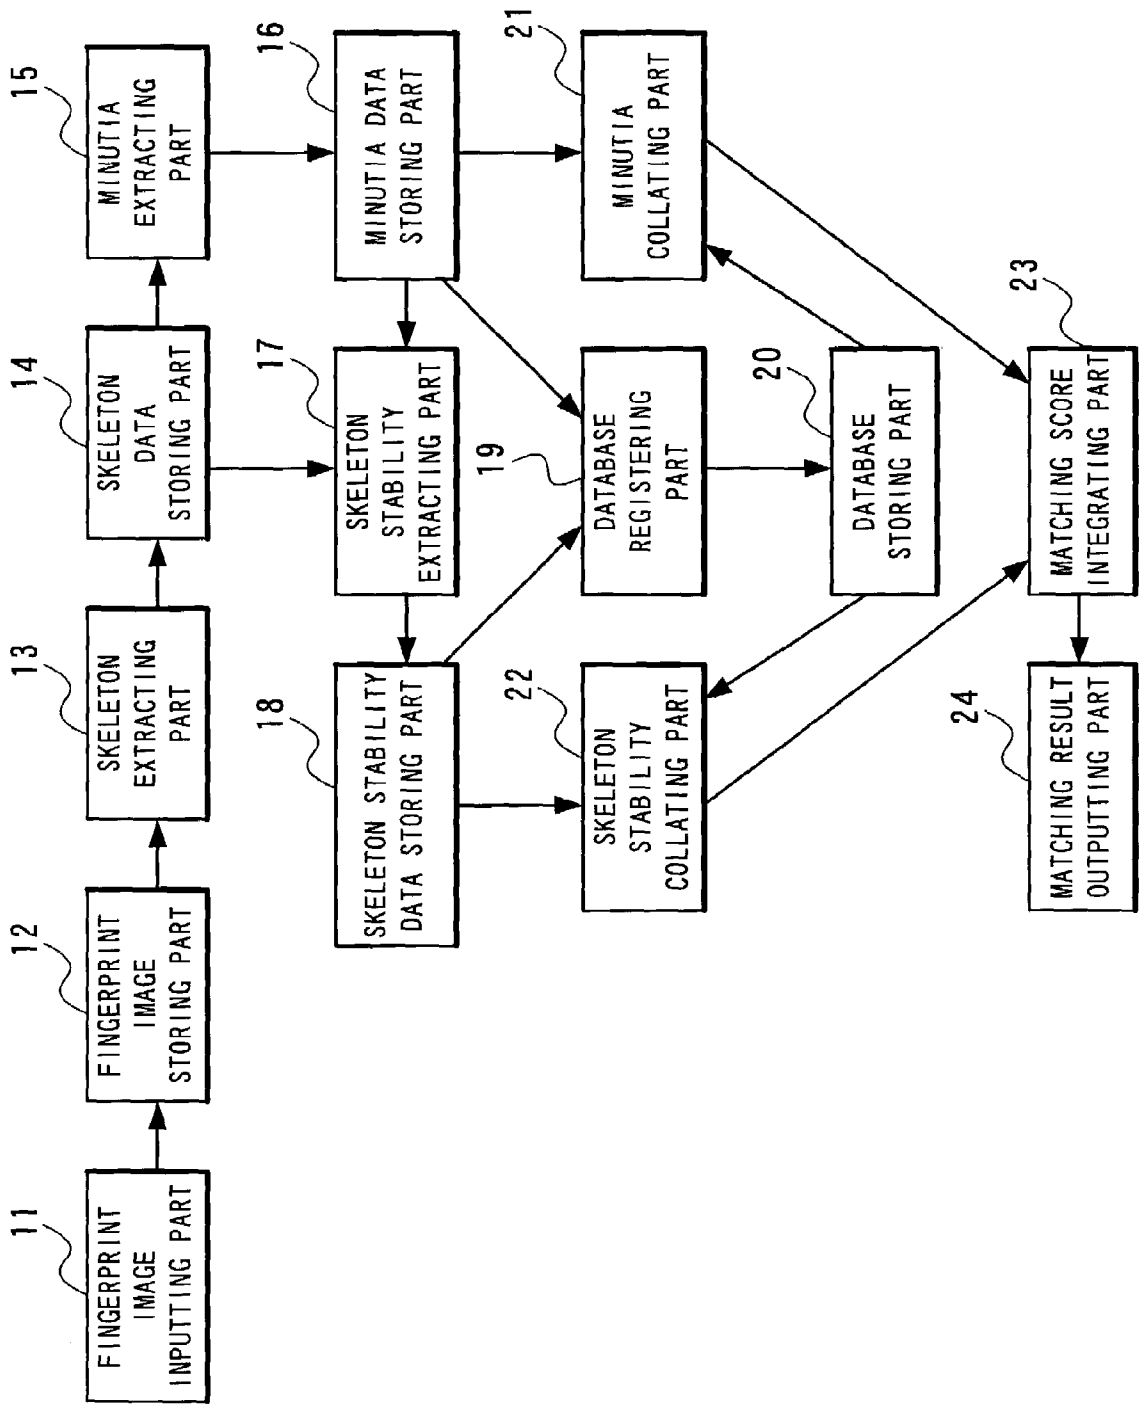 11
FINGERPRINT
IMAGE
INPUTTING PART
12
FINGERPRINT
IMAGE
STORING PART
13
SKELETON
EXTRACTING
PART
14
SKELETON
DATA
STORING PART
15
MINUTIA
EXTRACTING
PART
16
MINUTIA DATA
STORING PART
17
SKELETON
STABILITY
EXTRACTING PART
18
SKELETON STABILITY
DATA STORING PART
19
DATABASE
REGISTERING
PART
20
DATABASE
STORING PART
21
MINUTIA
COLLATING PART
22
SKELETON
STABILITY
COLLATING PART
23
MATCHING SCORE
INTEGRATING PART
24
MATCHING RESULT
OUTPUTTING PART